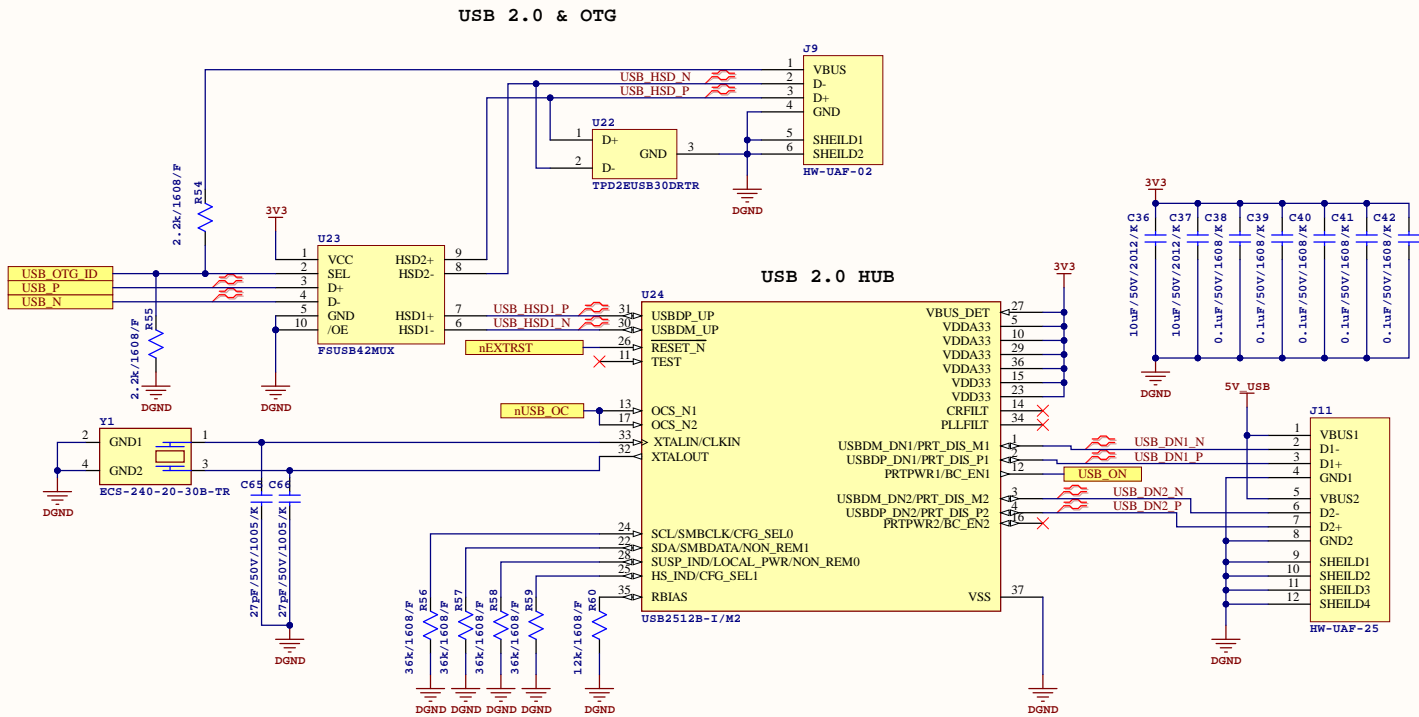 USB 2.0 & OTG
J9
1 VBUS
2 D-
3 D+
4 GND
5 SHEILD1
6 SHEILD2
HW-UAF-02
USB_HSD_N
USB_HSD_P
U22
1 D+
2 D-
GND 3
TPD2EUSB30DRTR
DGND
R54
2.2k/1608/F
3V3
U23
1 VCC
2 SEL
3 D+
4 D-
5 GND
10 /OE
HSD2+ 9
HSD2- 8
HSD1+ 7
HSD1- 6
FSUSB42MUX
USB_OTG_ID
USB_P
USB_N
R55
2.2k/1608/F
DGND
DGND
USB_HSD1_P
USB_HSD1_N
USB 2.0 HUB
U24
31 USBDP_UP
30 USBDM_UP
26 RESET_N
11 TEST
13 OCS_N1
17 OCS_N2
33 XTALIN/CLKIN
32 XTALOUT
24 SCL/SMBCLK/CFG_SEL0
22 SDA/SMBDATA/NON_REM1
28 SUSP_IND/LOCAL_PWR/NON_REM0
25 HS_IND/CFG_SEL1
35 RBIAS
VBUS_DET 27
VDDA33 5
VDDA33 10
VDDA33 29
VDDA33 36
VDD33 15
VDD33 23
CRFILT 14
PLLFILT 34
USBDM_DN1/PRT_DIS_M1 1
USBDP_DN1/PRT_DIS_P1 2
PRTPWR1/BC_EN1 12
USBDM_DN2/PRT_DIS_M2 3
USBDP_DN2/PRT_DIS_P2 4
PRTPWR2/BC_EN2 16
VSS 37
USB2512B-I/M2
nEXTRST
nUSB_OC
Y1
2 GND1
4 GND2
1
3
ECS-240-20-30B-TR
DGND
C65
27pF/50V/1005/K
C66
27pF/50V/1005/K
DGND
R56
36k/1608/F
R57
36k/1608/F
R58
36k/1608/F
R59
36k/1608/F
R60
12k/1608/F
DGND
DGND
DGND
DGND
DGND
DGND
3V3
3V3
C36
10uF/50V/2012/K
C37
10uF/50V/2012/K
C38
0.1uF/50V/1608/K
C39
0.1uF/50V/1608/K
C40
0.1uF/50V/1608/K
C41
0.1uF/50V/1608/K
C42
0.1uF/50V/1608/K
DGND
USB_DN1_N
USB_DN1_P
USB_ON
USB_DN2_N
USB_DN2_P
5V_USB
J11
1 VBUS1
2 D1-
3 D1+
4 GND1
5 VBUS2
6 D2-
7 D2+
8 GND2
9 SHEILD1
10 SHEILD2
11 SHEILD3
12 SHEILD4
HW-UAF-25
DGND